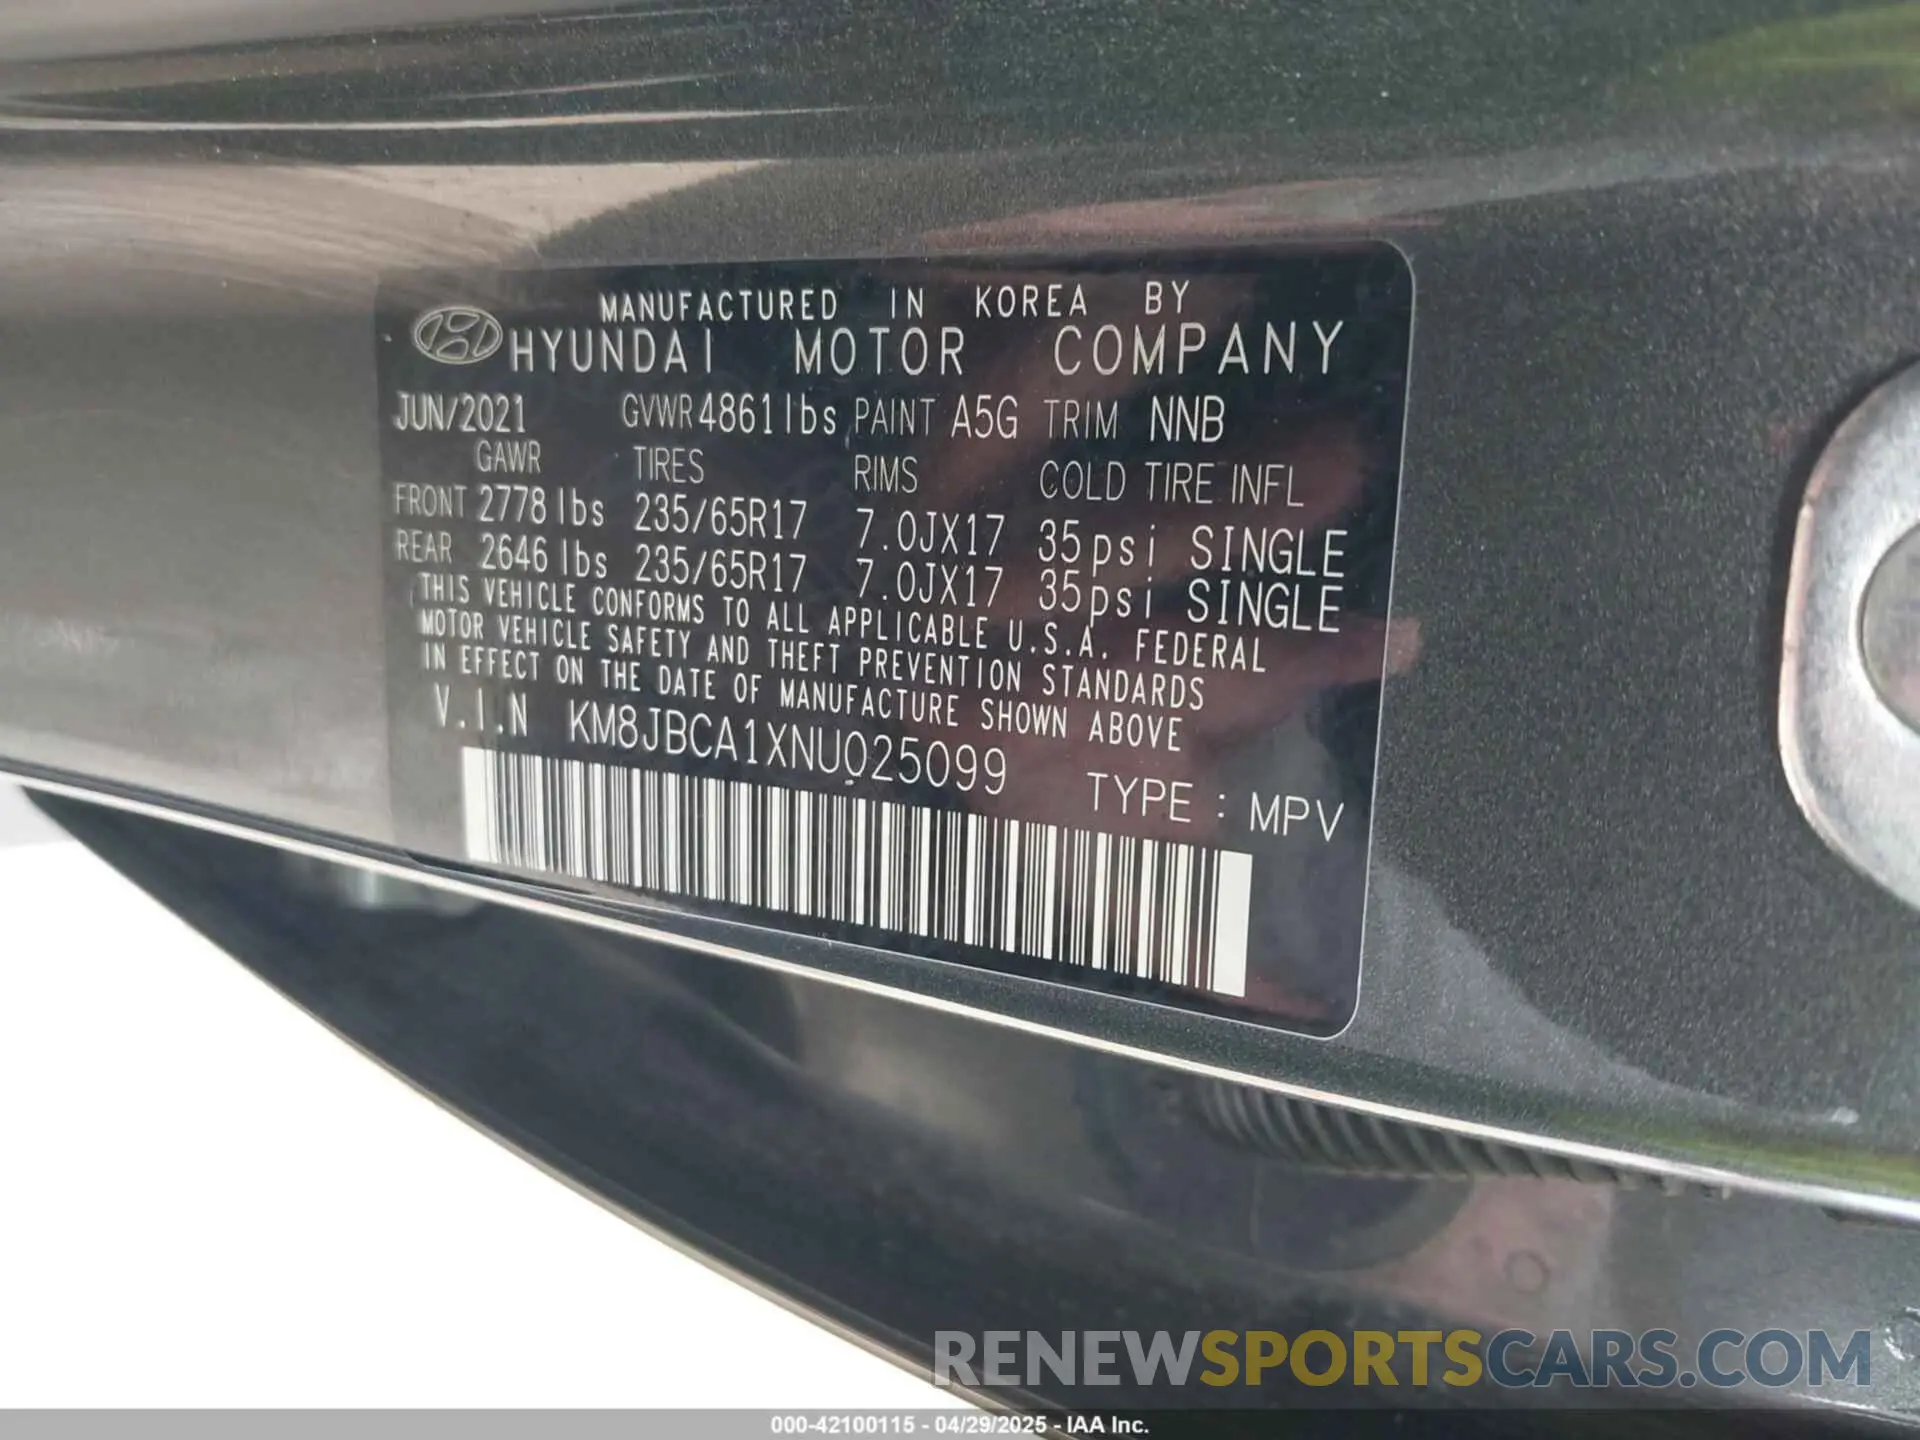 MANUFACTURED IN KOREA BY
HYUNDAI MOTOR COMPANY
JUN/2021 GVWR 4861lbs PAINT A5G TRIM NNB
GAWR TIRES RIMS COLD TIRE INFL
FRONT 2778 lbs 235/65R17 7.0JX17 35psi SINGLE
REAR 2646 lbs 235/65R17 7.0JX17 35psi SINGLE
THIS VEHICLE CONFORMS TO ALL APPLICABLE U.S.A. FEDERAL
MOTOR VEHICLE SAFETY AND THEFT PREVENTION STANDARDS
IN EFFECT ON THE DATE OF MANUFACTURE SHOWN ABOVE
V.I.N KM8JBCA1XNU025099
TYPE : MPV
RENEWSPORTSCARS.COM
000-42100115 - 04/29/2025 - IAA Inc.